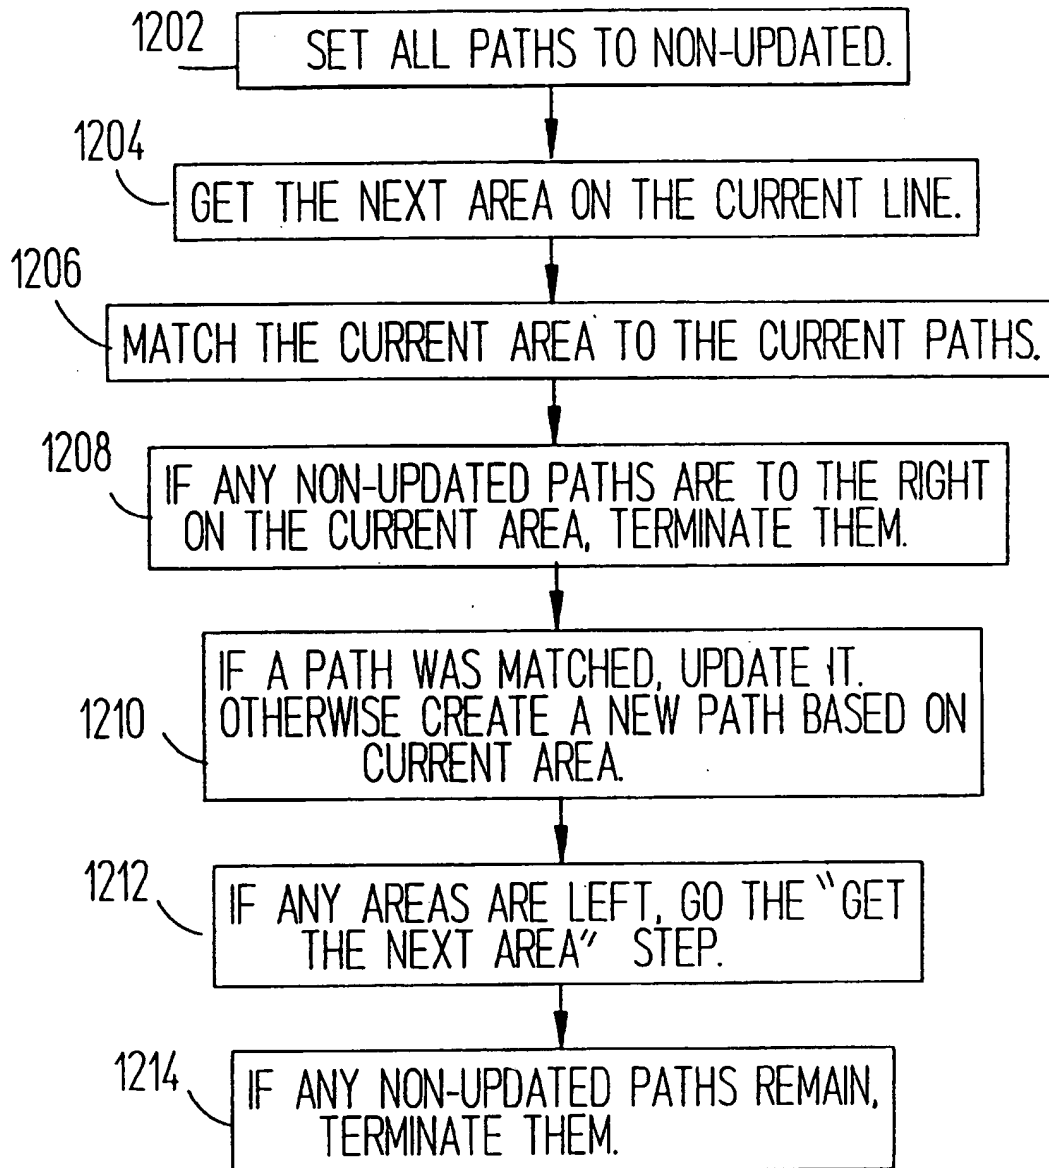 1202
SET ALL PATHS TO NON-UPDATED.
1204
GET THE NEXT AREA ON THE CURRENT LINE.
1206
MATCH THE CURRENT AREA TO THE CURRENT PATHS.
1208
IF ANY NON-UPDATED PATHS ARE TO THE RIGHT
ON THE CURRENT AREA, TERMINATE THEM.
1210
IF A PATH WAS MATCHED, UPDATE IT.
OTHERWISE CREATE A NEW PATH BASED ON
CURRENT AREA.
1212
IF ANY AREAS ARE LEFT, GO THE "GET
THE NEXT AREA" STEP.
1214
IF ANY NON-UPDATED PATHS REMAIN,
TERMINATE THEM.